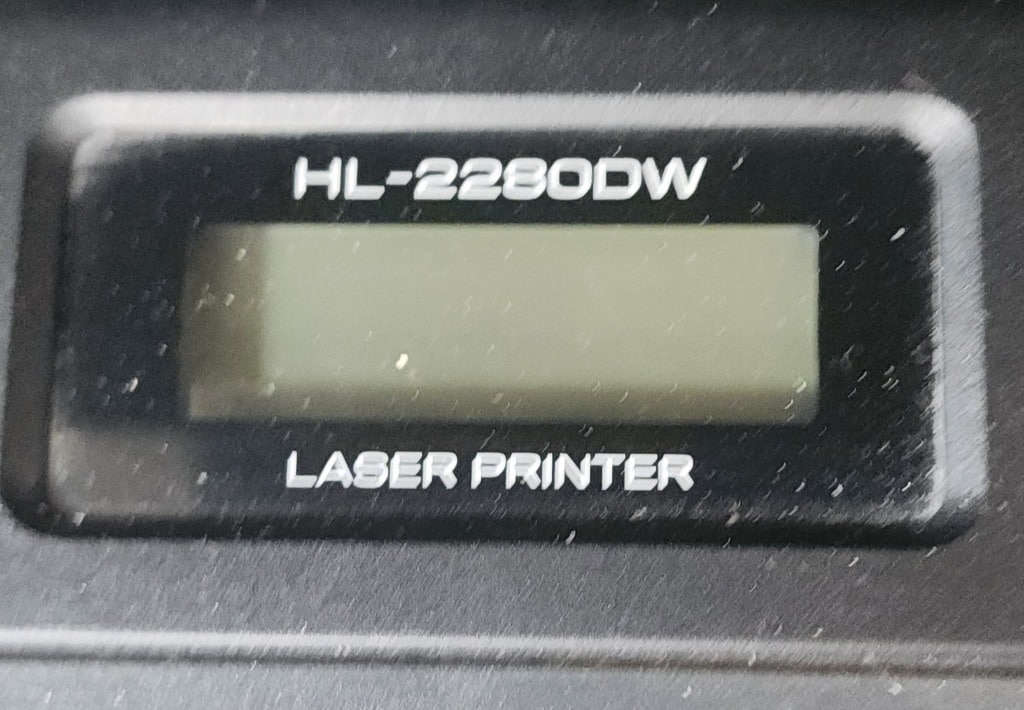 HL-2280DW
LASER PRINTER